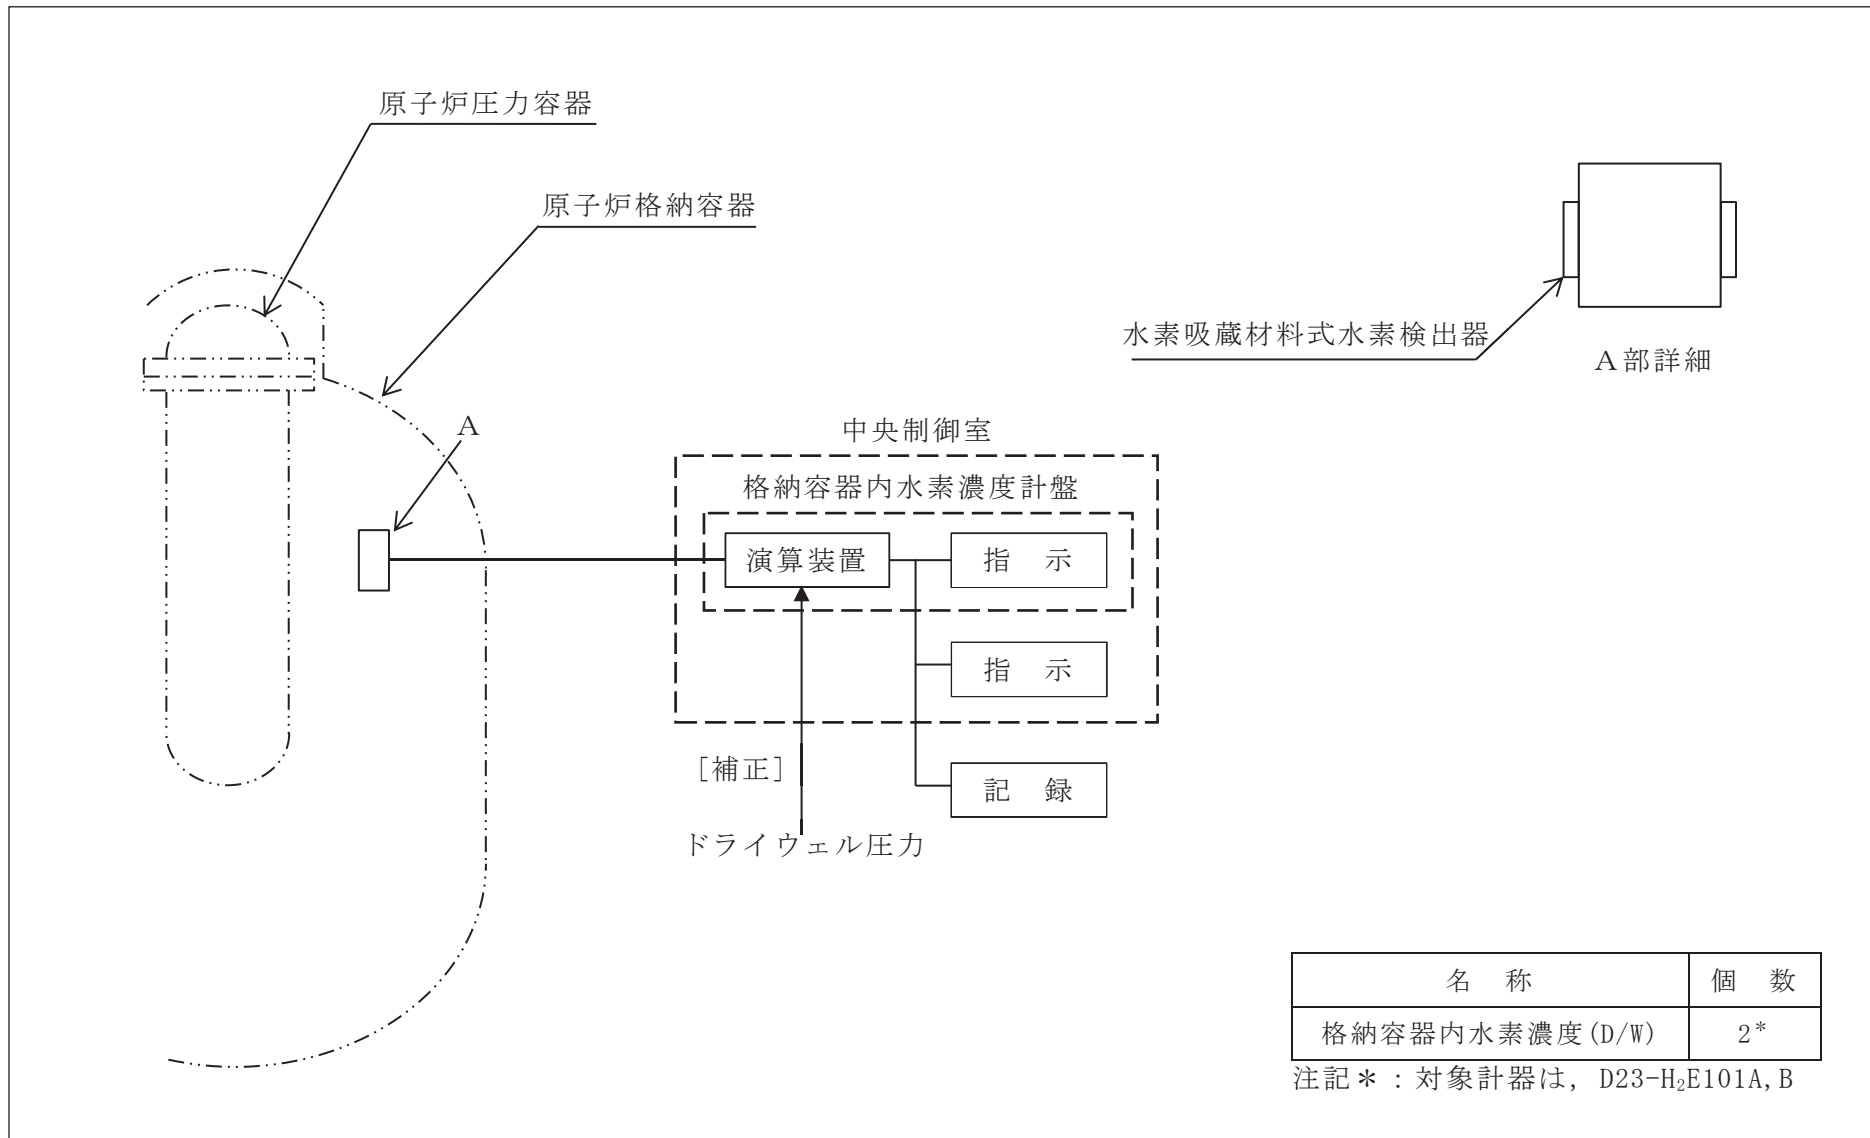 原子炉圧力容器
原子炉格納容器
水素吸蔵材料式水素検出器
A部詳細
A
中央制御室
格納容器内水素濃度計盤
演算装置
指 示
指 示
[補正]
記 録
ドライウェル圧力
名 称 個 数
格納容器内水素濃度(D/W) 2*
注記*:対象計器は, D23-H₂E101A,B